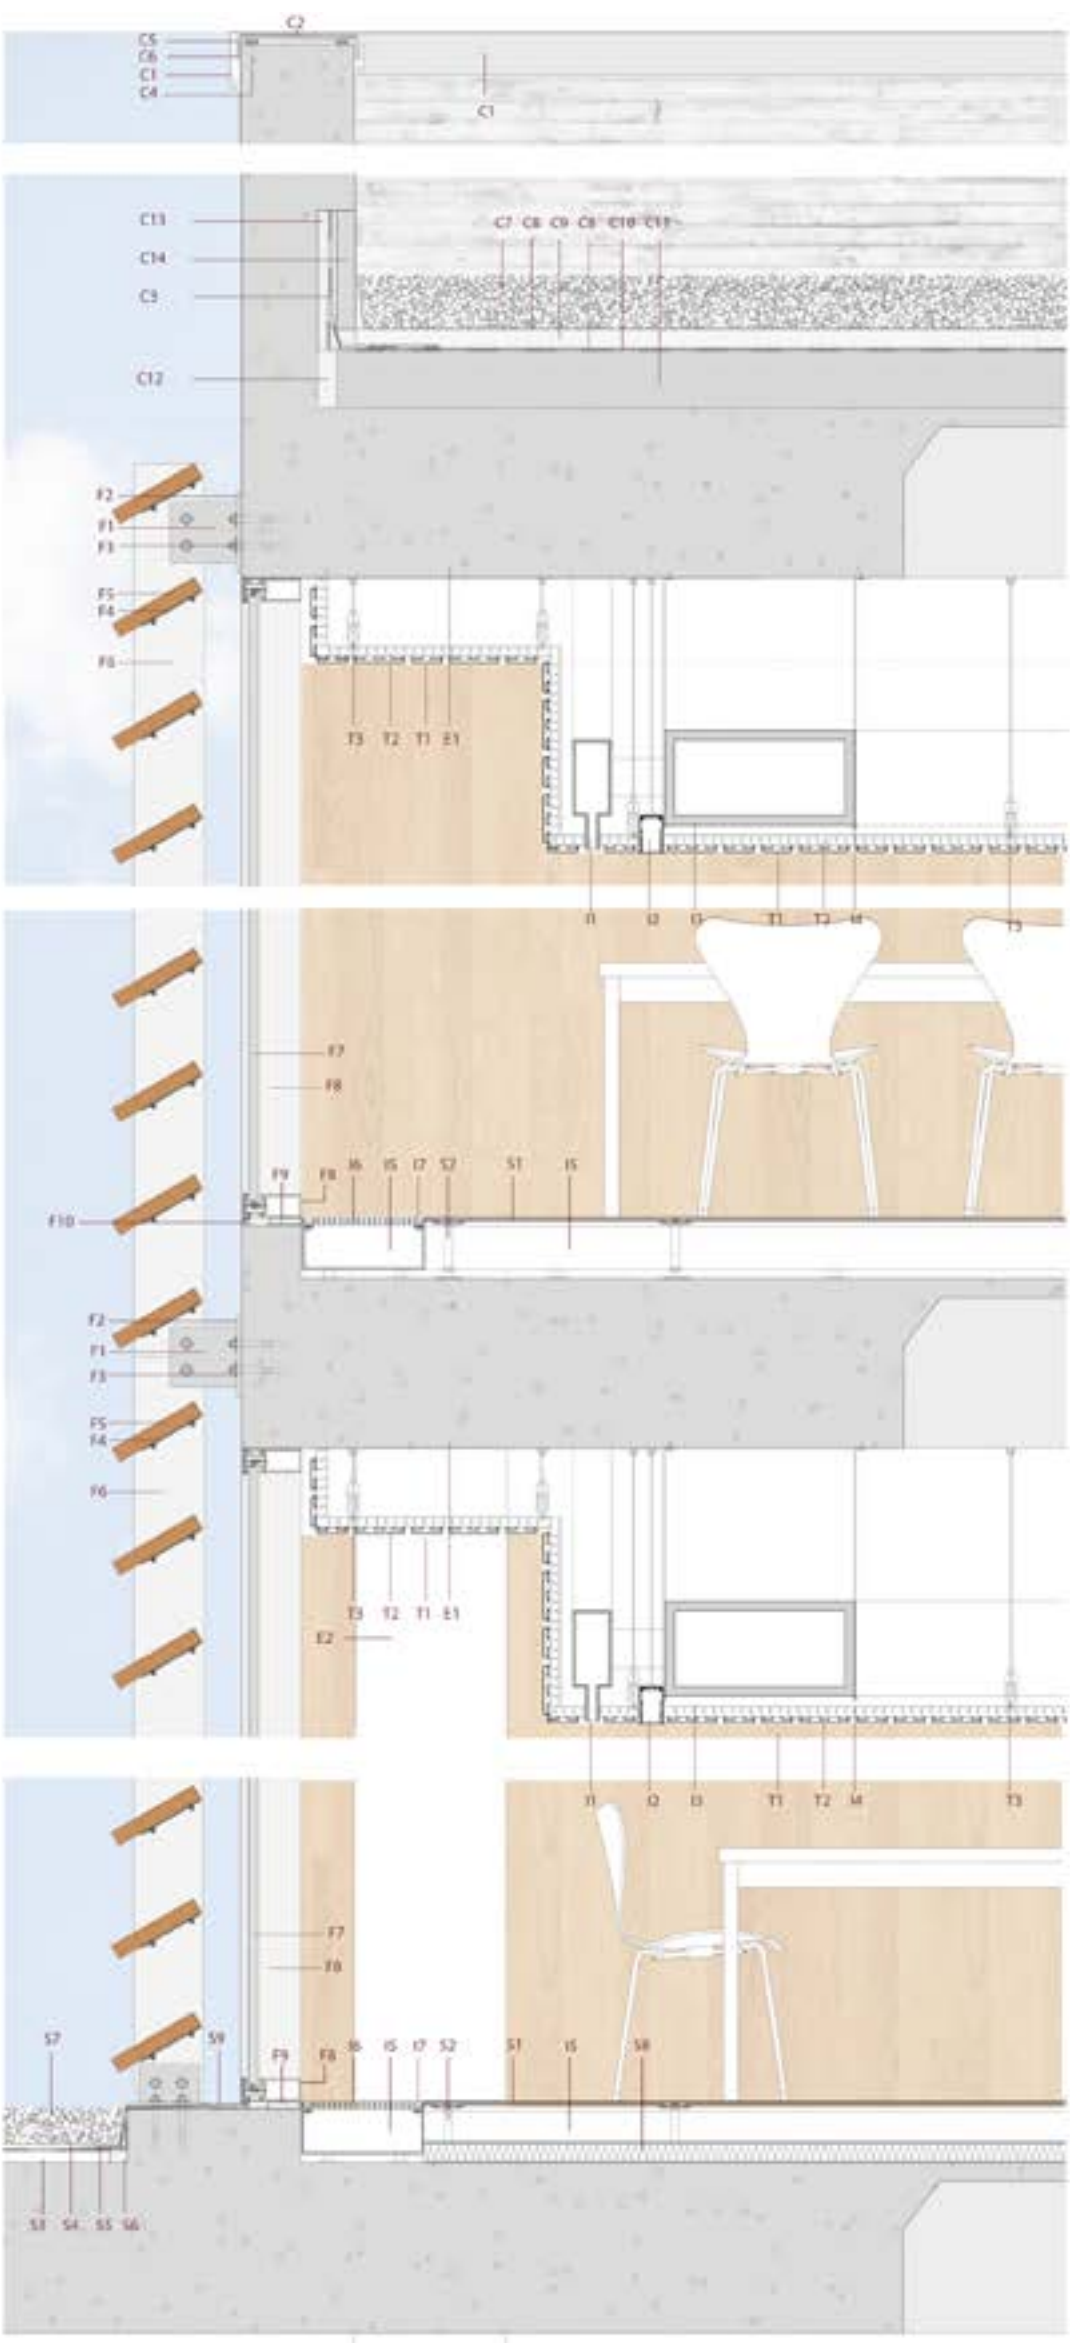 C2
C5
C6
C1
C4
C1
C13
C7 C8 C9 C8 C10 C11
C14
C3
C12
F2
F1
F3
F5
F4
F6
T3 T2 T1 E1
I1 I2 I3 T1 T2 I4 T3
F7
F8
F9 F8 I6 I5 I7 S2 S1 I5
F10
F2
F1
F3
F5
F4
F6
T3 T2 T1 E1
E2
I1 I2 I3 T1 T2 I4 T3
F7
F8
S7 S9 F9 F8 I6 I5 I7 S2 S1 I5 S8
S3 S4 S5 S6